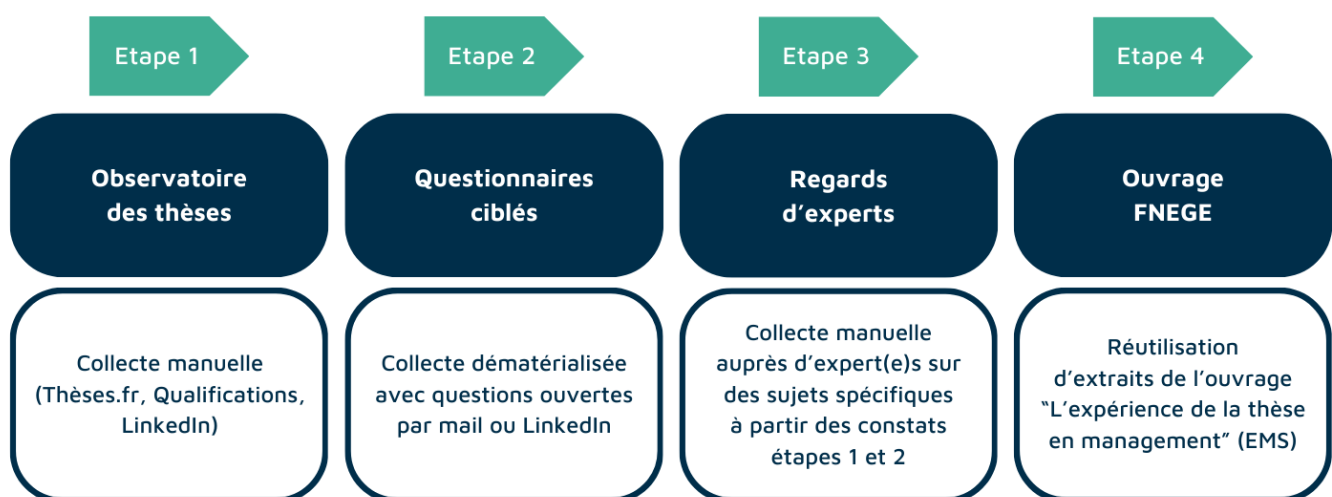 Etape 1
Etape 2
Etape 3
Etape 4
Observatoire
des thèses
Questionnaires
ciblés
Regards
d'experts
Ouvrage
FNEGE
Collecte manuelle
(Thèses.fr, Qualifications,
LinkedIn)
Collecte dématérialisée
avec questions ouvertes
par mail ou LinkedIn
Collecte manuelle
auprès d'expert(e)s sur
des sujets spécifiques
à partir des constats
étapes 1 et 2
Réutilisation
d'extraits de l'ouvrage
“L'expérience de la thèse
en management” (EMS)